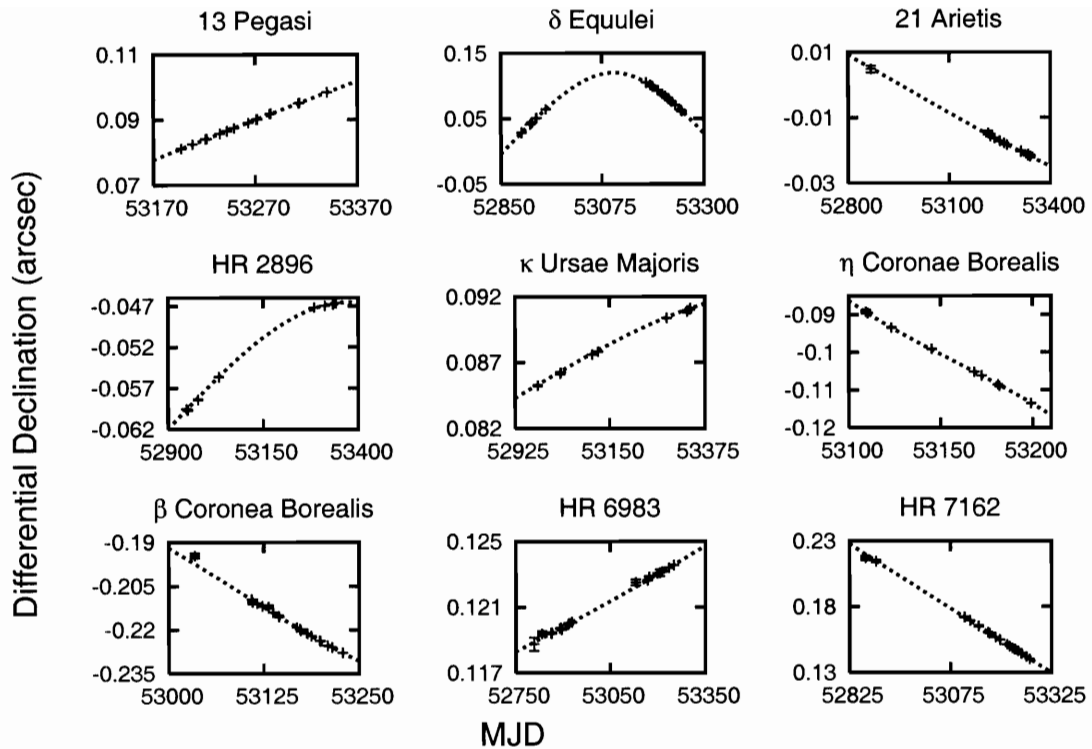 13 Pegasi
δ Equulei
21 Arietis
0.11
0.09
0.07
53170 53270 53370
0.15
0.05
-0.05
52850 53075 53300
0.01
-0.01
-0.03
52800 53100 53400
HR 2896
κ Ursae Majoris
η Coronae Borealis
-0.047
-0.052
-0.057
-0.062
52900 53150 53400
0.092
0.087
0.082
52925 53150 53375
-0.09
-0.1
-0.11
-0.12
53100 53150 53200
β Coronea Borealis
HR 6983
HR 7162
-0.19
-0.205
-0.22
-0.235
53000 53125 53250
0.125
0.121
0.117
52750 53050 53350
0.23
0.18
0.13
52825 53075 53325
Differential Declination (arcsec)
MJD